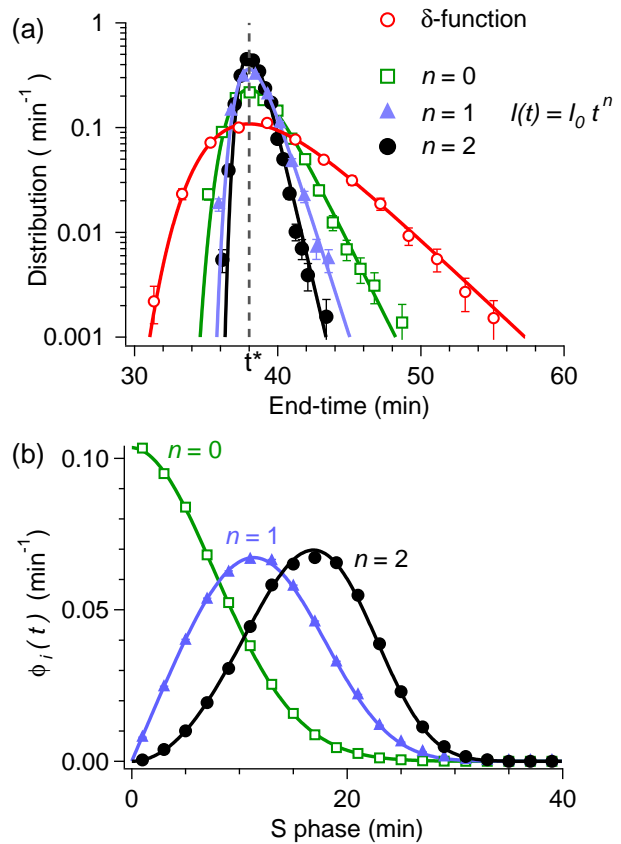 (a)
δ-function
n = 0
n = 1 I(t) = I₀ tⁿ
n = 2
Distribution ( min⁻¹)
1
0.1
0.01
0.001
30 t* 40 50 60
End-time (min)
(b)
n = 0
n = 1
n = 2
ϕᵢ(t) (min⁻¹)
0.10
0.05
0.00
0 20 40
S phase (min)